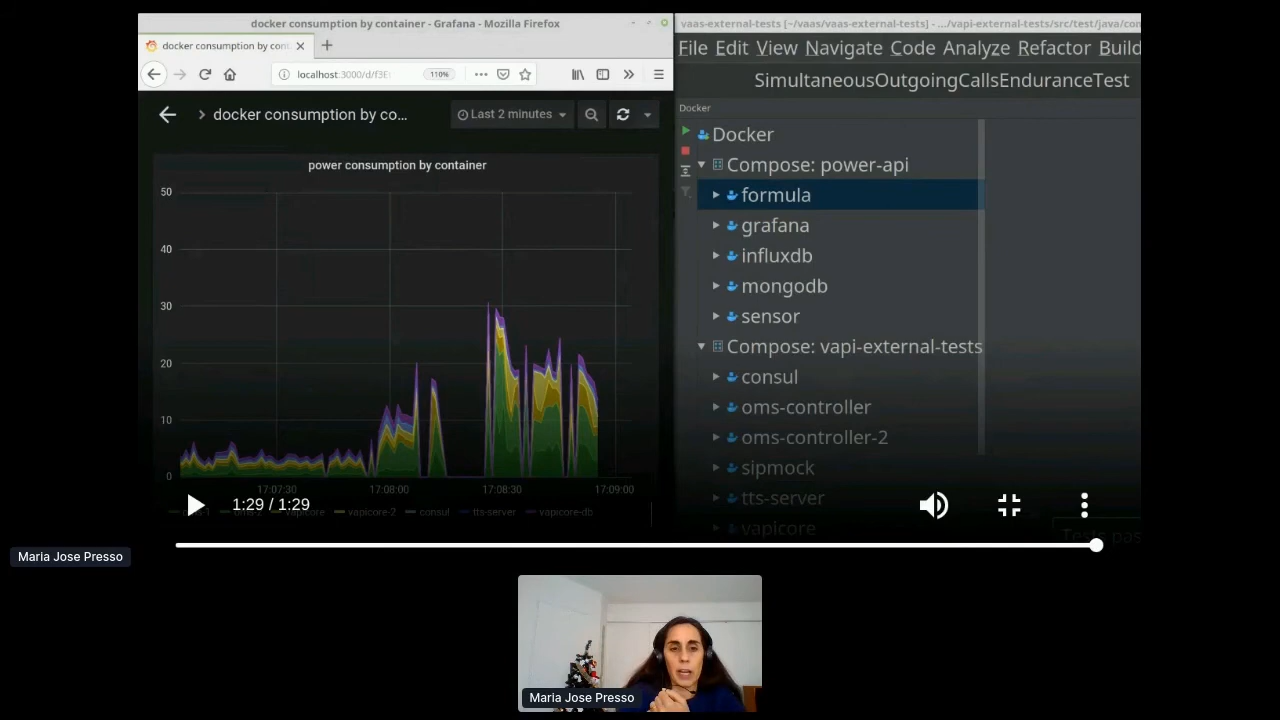 docker consumption by container - Grafana - Mozilla Firefox
docker consumption by cont
localhost:3000/d/f3E
110%
docker consumption by co...
Last 2 minutes
power consumption by container
50
40
30
20
10
0
17:07:30
17:08:00
17:08:30
17:09:00
vapicore
vapicore-2
consul
tts-server
vapicore-db
vaas-external-tests [~/vaas/vaas-external-tests] - .../vapi-external-tests/src/test/java/com
File Edit View Navigate Code Analyze Refactor Build
SimultaneousOutgoingCallsEnduranceTest
Docker
Docker
Compose: power-api
formula
grafana
influxdb
mongodb
sensor
Compose: vapi-external-tests
consul
oms-controller
oms-controller-2
sipmock
tts-server
vapicore
Tests pas
1:29 / 1:29
Maria Jose Presso
Maria Jose Presso